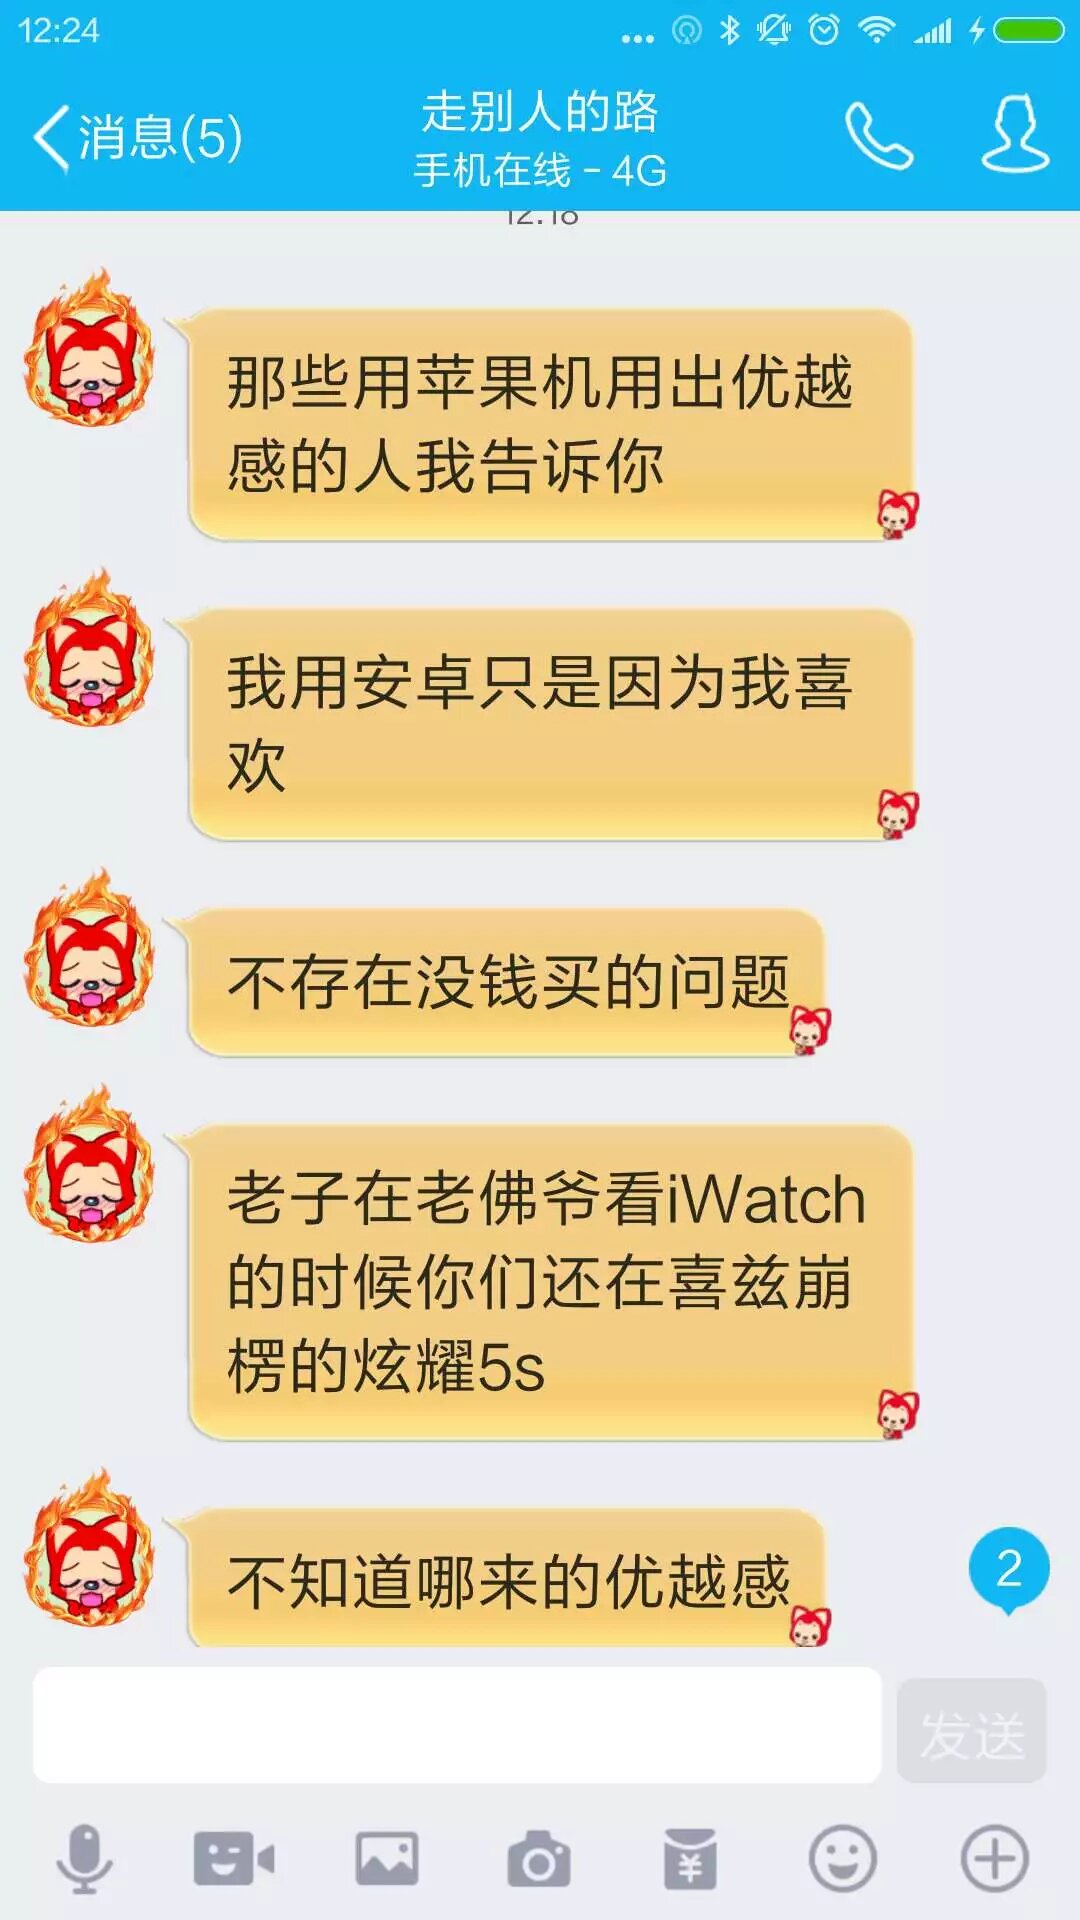 12:24
消息(5)
走别人的路
手机在线 - 4G
12:18
那些用苹果机用出优越
感的人我告诉你
我用安卓只是因为我喜
欢
不存在没钱买的问题
老子在老佛爷看iWatch
的时候你们还在喜兹崩
楞的炫耀5s
不知道哪来的优越感
2
发送